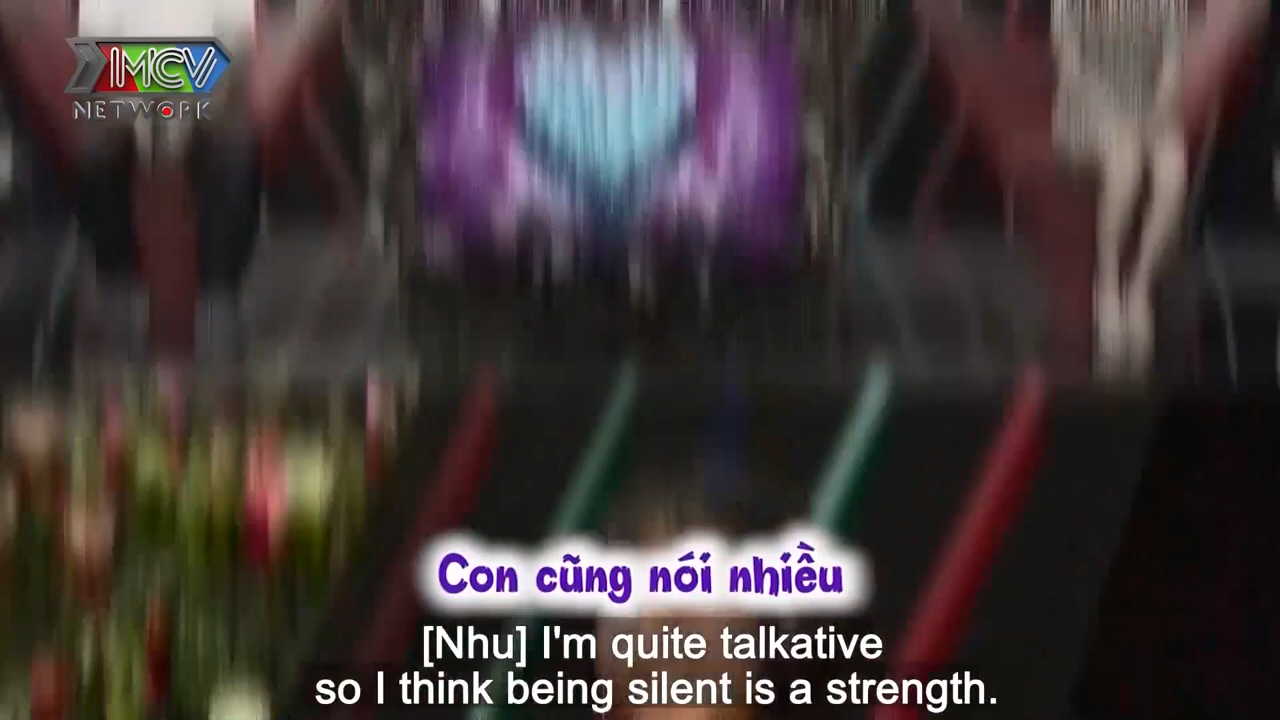 MCV
NETWORK
Con cũng nói nhiều
[Nhu] I'm quite talkative
so I think being silent is a strength.